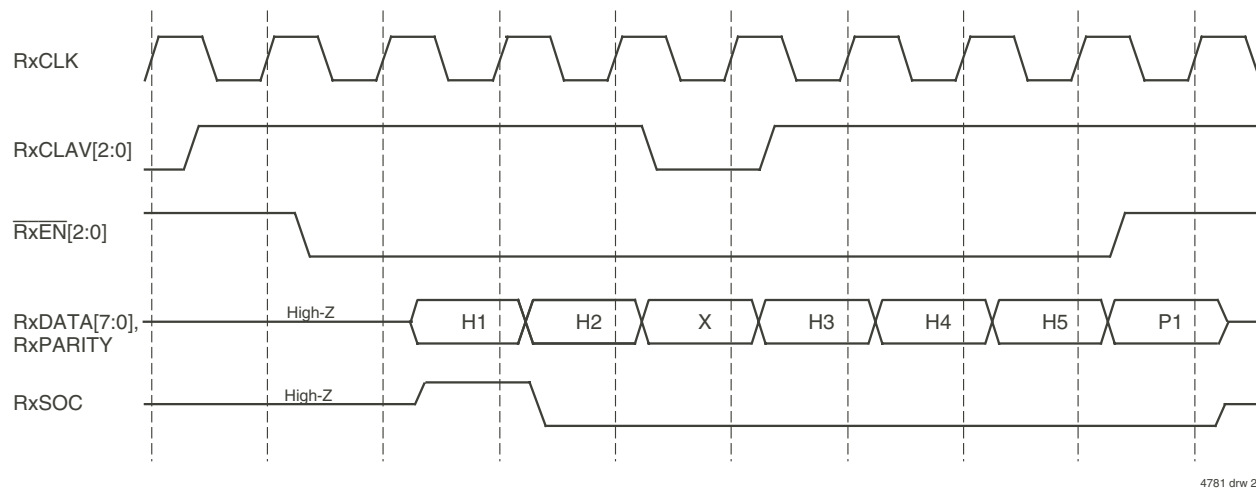 RxCLK
RxCLAV[2:0]
RxEN[2:0]
High-Z
RxDATA[7:0],
RxPARITY
H1 H2 X H3 H4 H5 P1
RxSOC
High-Z
4781 drw 2